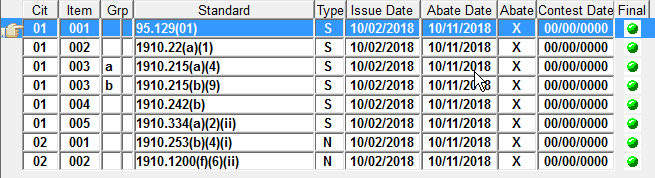 Cit Item Grp Standard Type Issue Date Abate Date Abate Contest Date Final
01 001 95.129(01) S 10/02/2018 10/11/2018 X 00/00/0000
01 002 1910.22(a)(1) S 10/02/2018 10/11/2018 X 00/00/0000
01 003 a 1910.215(a)(4) S 10/02/2018 10/11/2018 X 00/00/0000
01 003 b 1910.215(b)(9) S 10/02/2018 10/11/2018 X 00/00/0000
01 004 1910.242(b) S 10/02/2018 10/11/2018 X 00/00/0000
01 005 1910.334(a)(2)(ii) S 10/02/2018 10/11/2018 X 00/00/0000
02 001 1910.253(b)(4)(i) N 10/02/2018 10/11/2018 X 00/00/0000
02 002 1910.1200(f)(6)(ii) N 10/02/2018 10/11/2018 X 00/00/0000